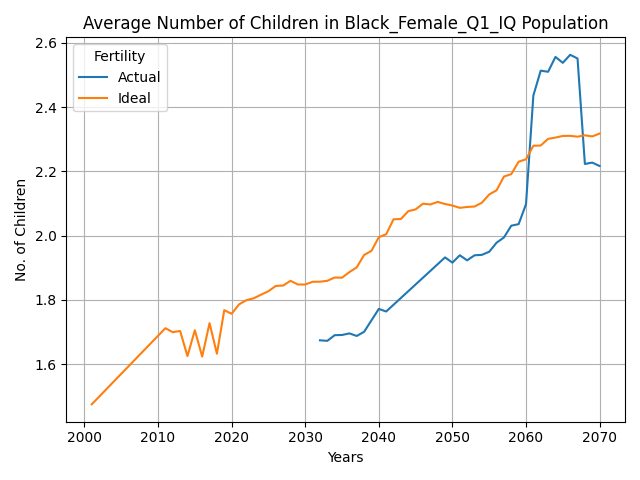 Average Number of Children in Black_Female_Q1_IQ Population
Fertility
Actual
Ideal
No. of Children
2.6
2.4
2.2
2.0
1.8
1.6
2000 2010 2020 2030 2040 2050 2060 2070
Years